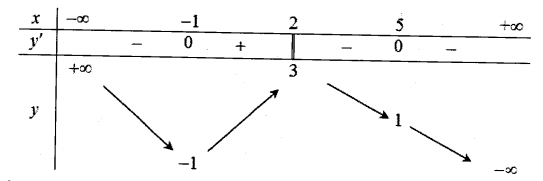 x −∞ −1 2 5 +∞
y′ − 0 + || − 0 −
+∞ 3
y 1
−1 −∞